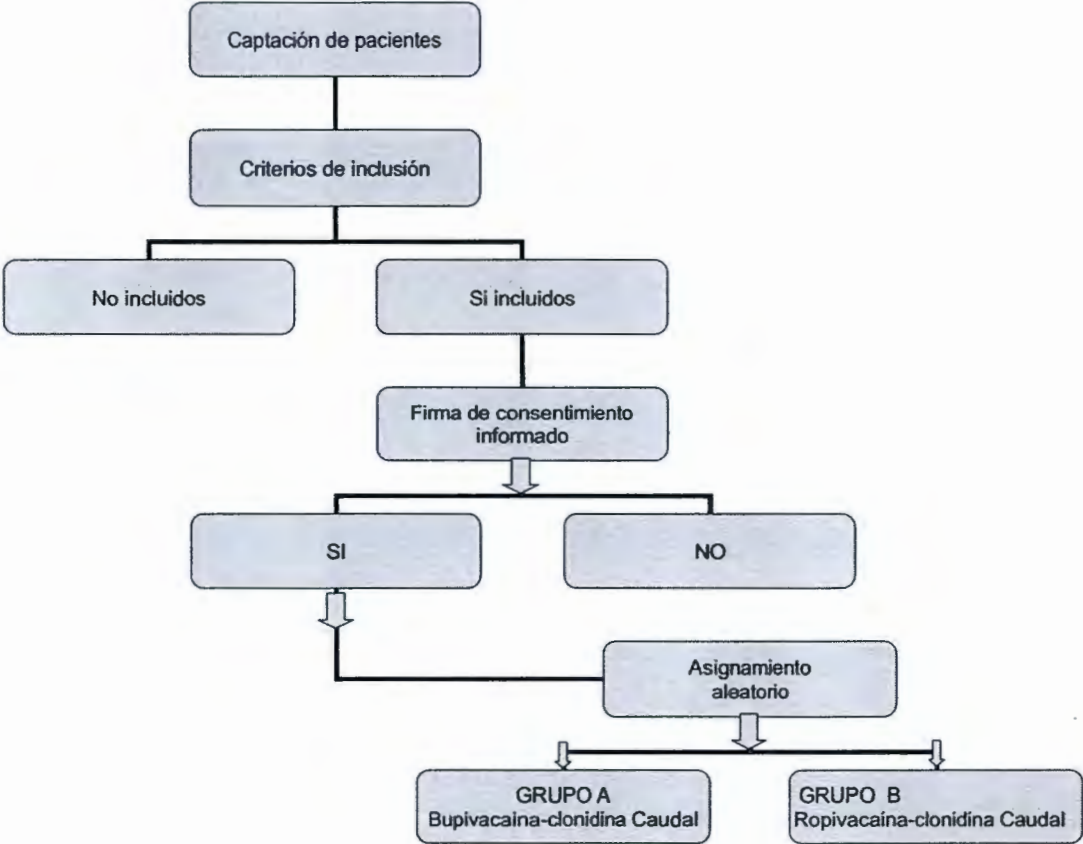 Captación de pacientes
Criterios de inclusión
No incluidos
Si incluidos
Firma de consentimiento
informado
SI
NO
Asignamiento
aleatorio
GRUPO A
Bupivacaína-clonidina Caudal
GRUPO B
Ropivacaína-clonidina Caudal